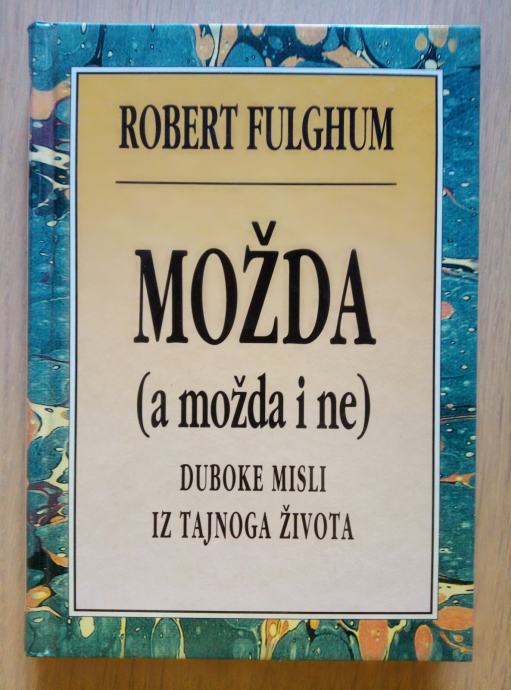 ROBERT FULGHUM
MOŽDA
(a možda i ne)
DUBOKE MISLI
IZ TAJNOGA ŽIVOTA